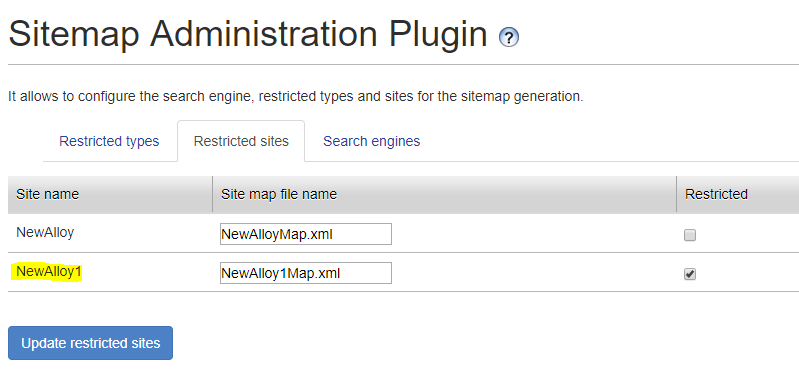 Sitemap Administration Plugin ?
It allows to configure the search engine, restricted types and sites for the sitemap generation.
Restricted types Restricted sites Search engines
Site name Site map file name Restricted
NewAlloy NewAlloyMap.xml
NewAlloy1 NewAlloy1Map.xml
Update restricted sites